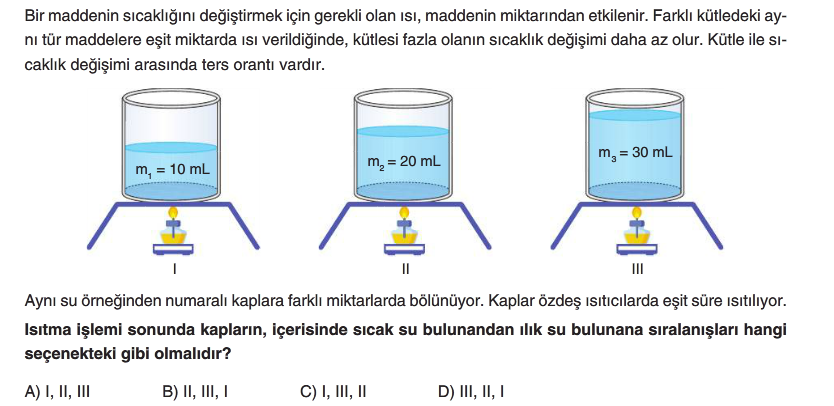 Bir maddenin sıcaklığını değiştirmek için gerekli olan ısı, maddenin miktarından etkilenir. Farklı kütledeki ay-
nı tür maddelere eşit miktarda ısı verildiğinde, kütlesi fazla olanın sıcaklık değişimi daha az olur. Kütle ile sı-
caklık değişimi arasında ters orantı vardır.
m₁ = 10 mL
m₂ = 20 mL
m₃ = 30 mL
I
II
III
Aynı su örneğinden numaralı kaplara farklı miktarlarda bölünüyor. Kaplar özdeş ısıtıcılarda eşit süre ısıtılıyor.
Isıtma işlemi sonunda kapların, içerisinde sıcak su bulunandan ılık su bulunana sıralanışları hangi
seçenekteki gibi olmalıdır?
A) I, II, III B) II, III, I C) I, III, II D) III, II, I